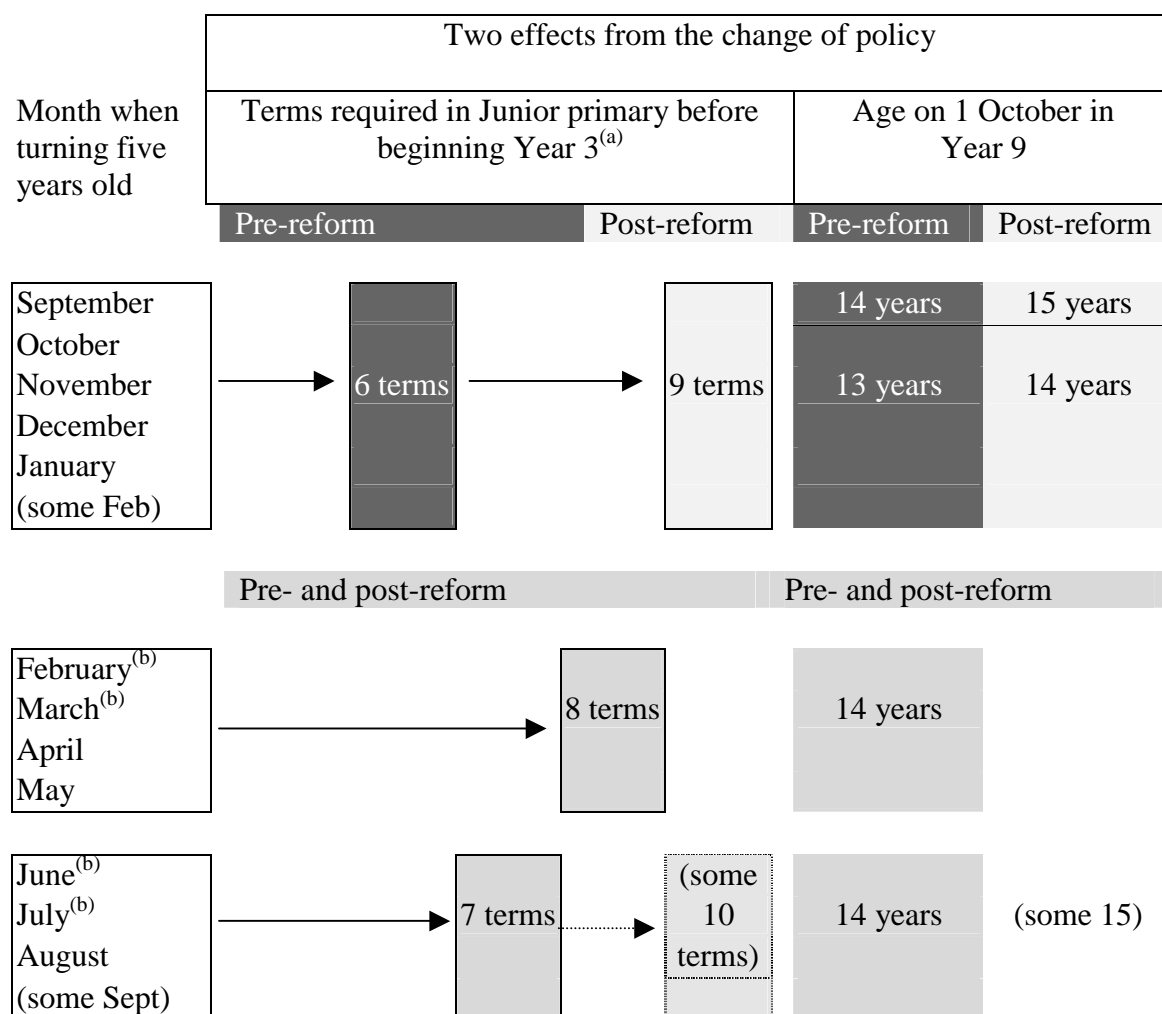 Two effects from the change of policy
Month when turning five years old
Terms required in Junior primary before beginning Year 3(a)
Age on 1 October in Year 9
Pre-reform Post-reform Pre-reform Post-reform
September 14 years 15 years
October
November 6 terms 9 terms 13 years 14 years
December
January
(some Feb)
Pre- and post-reform Pre- and post-reform
February(b)
March(b) 8 terms 14 years
April
May
June(b)
July(b) 7 terms (some 10 terms) 14 years (some 15)
August
(some Sept)